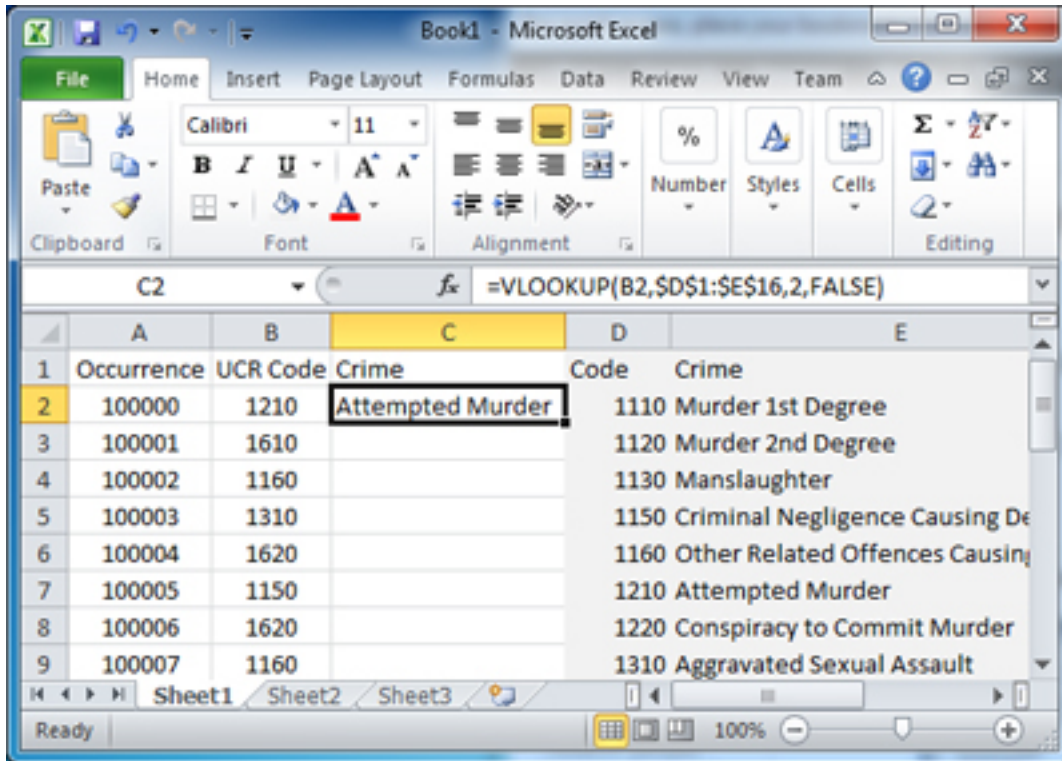 Book1 - Microsoft Excel
File Home Insert Page Layout Formulas Data Review View Team
Calibri 11
B I U A A
Paste
% Number Styles Cells Σ
Clipboard Font Alignment Editing
C2 fx =VLOOKUP(B2,$D$1:$E$16,2,FALSE)
A B C D E
1 Occurrence UCR Code Crime Code Crime
2 100000 1210 Attempted Murder 1110 Murder 1st Degree
3 100001 1610 1120 Murder 2nd Degree
4 100002 1160 1130 Manslaughter
5 100003 1310 1150 Criminal Negligence Causing De
6 100004 1620 1160 Other Related Offences Causing
7 100005 1150 1210 Attempted Murder
8 100006 1620 1220 Conspiracy to Commit Murder
9 100007 1160 1310 Aggravated Sexual Assault
Sheet1 Sheet2 Sheet3
Ready 100%